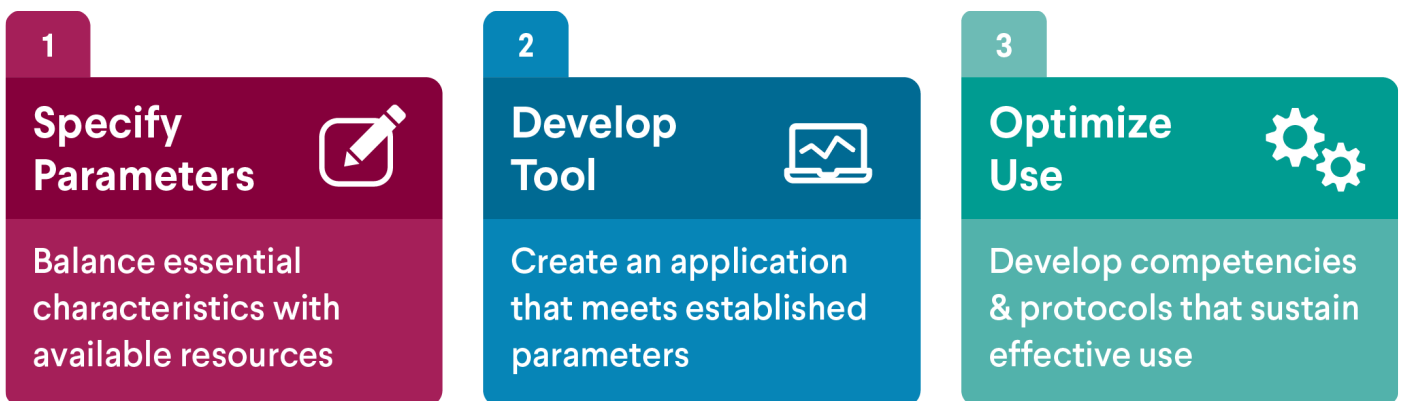 1
Specify
Parameters
Balance essential
characteristics with
available resources
2
Develop
Tool
Create an application
that meets established
parameters
3
Optimize
Use
Develop competencies
& protocols that sustain
effective use